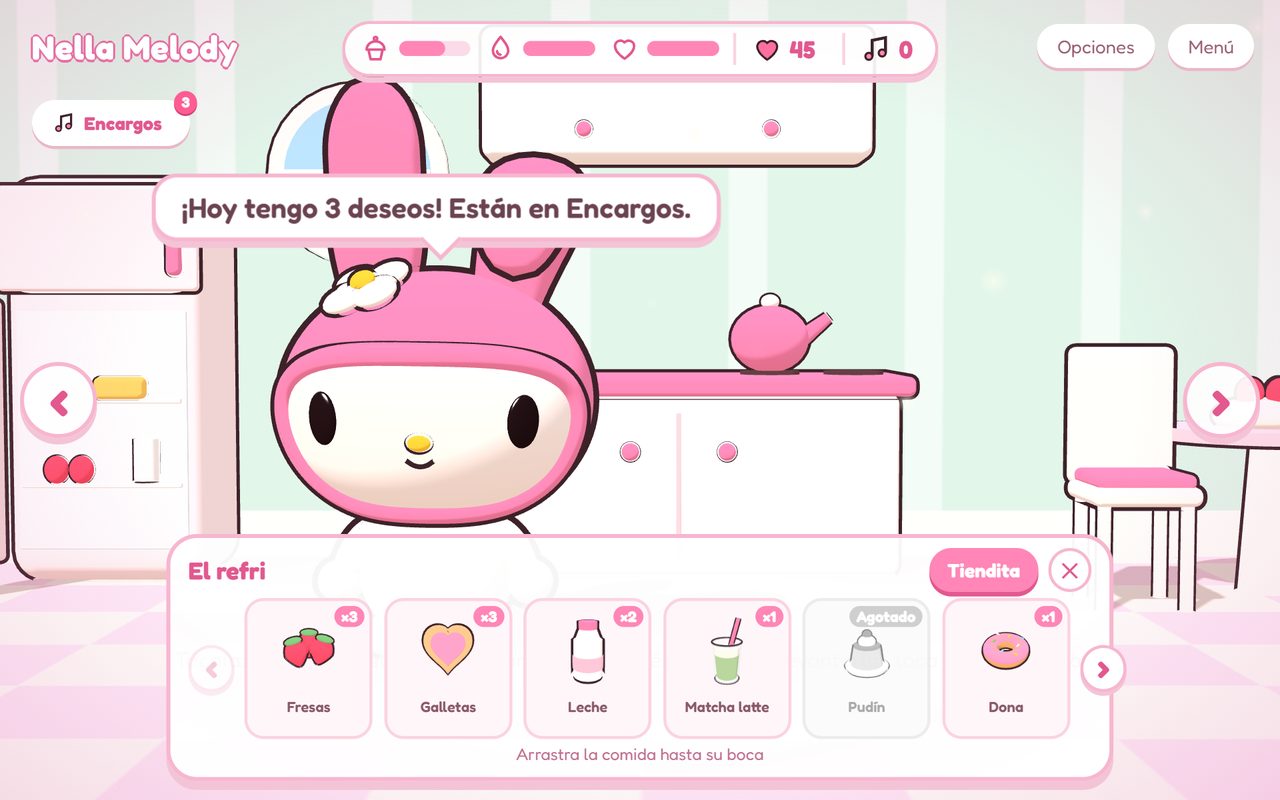 Nella Melody
45
0
Opciones
Menú
Encargos
3
¡Hoy tengo 3 deseos! Están en Encargos.
El refri
Tiendita
x3
x3
x2
x1
Agotado
x1
Fresas
Galletas
Leche
Matcha latte
Pudín
Dona
Arrastra la comida hasta su boca